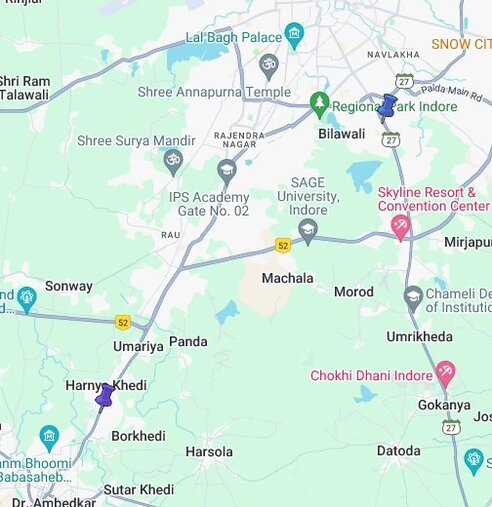 Lal Bagh Palace
NAVLAKHA
SNOW CIT
27
Shri Ram
Talawali
Shree Annapurna Temple
Palda Main Rd
Regional Park Indore
Bilawali
27
RAJENDRA
NAGAR
Shree Surya Mandir
IPS Academy
Gate No. 02
SAGE
University,
Indore
Skyline Resort &
Convention Center
RAU
52
Mirjapu
Machala
Sonway
Morod
Chameli De
of Institutio
nd
d...
52
Umariya
Panda
Umrikheda
Chokhi Dhani Indore
Harnya Khedi
Gokanya
Jos
27
Borkhedi
Harsola
Datoda
anm Bhoomi
Babasaheb...
S
Sutar Khedi
Dr. Ambedkar